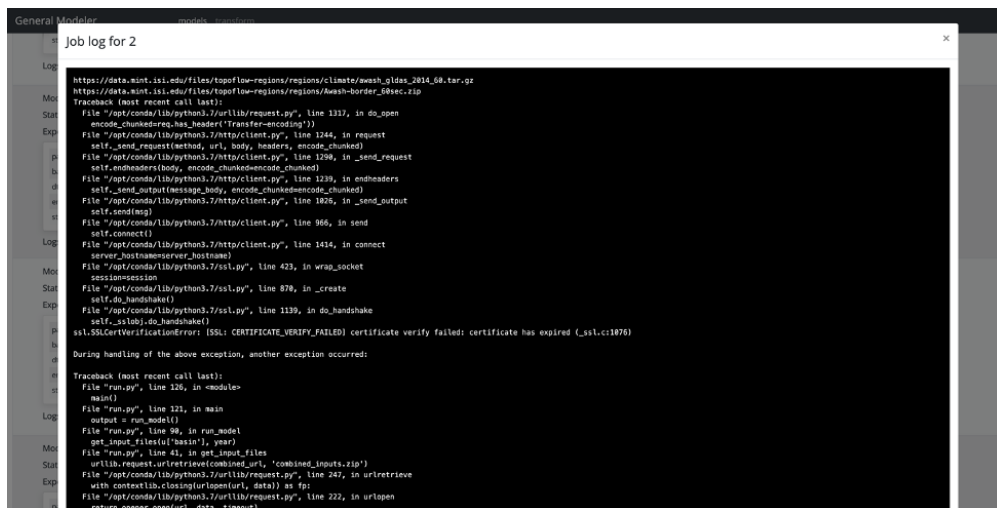 General Modeler models transform
Job log for 2 ×
https://data.mint.isi.edu/files/topoflow-regions/regions/climate/awash_gldas_2014_60.tar.gz
https://data.mint.isi.edu/files/topoflow-regions/regions/Awash-border_60sec.zip
Traceback (most recent call last):
File "/opt/conda/lib/python3.7/urllib/request.py", line 1317, in do_open
encode_chunked=req.has_header('Transfer-encoding'))
File "/opt/conda/lib/python3.7/http/client.py", line 1244, in request
self._send_request(method, url, body, headers, encode_chunked)
File "/opt/conda/lib/python3.7/http/client.py", line 1290, in _send_request
self.endheaders(body, encode_chunked=encode_chunked)
File "/opt/conda/lib/python3.7/http/client.py", line 1239, in endheaders
self._send_output(message_body, encode_chunked=encode_chunked)
File "/opt/conda/lib/python3.7/http/client.py", line 1026, in _send_output
self.send(msg)
File "/opt/conda/lib/python3.7/http/client.py", line 966, in send
self.connect()
File "/opt/conda/lib/python3.7/http/client.py", line 1414, in connect
server_hostname=server_hostname)
File "/opt/conda/lib/python3.7/ssl.py", line 423, in wrap_socket
session=session
File "/opt/conda/lib/python3.7/ssl.py", line 870, in _create
self.do_handshake()
File "/opt/conda/lib/python3.7/ssl.py", line 1139, in do_handshake
self._sslobj.do_handshake()
ssl.SSLCertVerificationError: [SSL: CERTIFICATE_VERIFY_FAILED] certificate verify failed: certificate has expired (_ssl.c:1076)
During handling of the above exception, another exception occurred:
Traceback (most recent call last):
File "run.py", line 126, in <module>
main()
File "run.py", line 121, in main
output = run_model()
File "run.py", line 90, in run_model
get_input_files(u['basin'], year)
File "run.py", line 41, in get_input_files
urllib.request.urlretrieve(combined_url, 'combined_inputs.zip')
File "/opt/conda/lib/python3.7/urllib/request.py", line 247, in urlretrieve
with contextlib.closing(urlopen(url, data)) as fp:
File "/opt/conda/lib/python3.7/urllib/request.py", line 222, in urlopen
return opener.open(url, data, timeout)